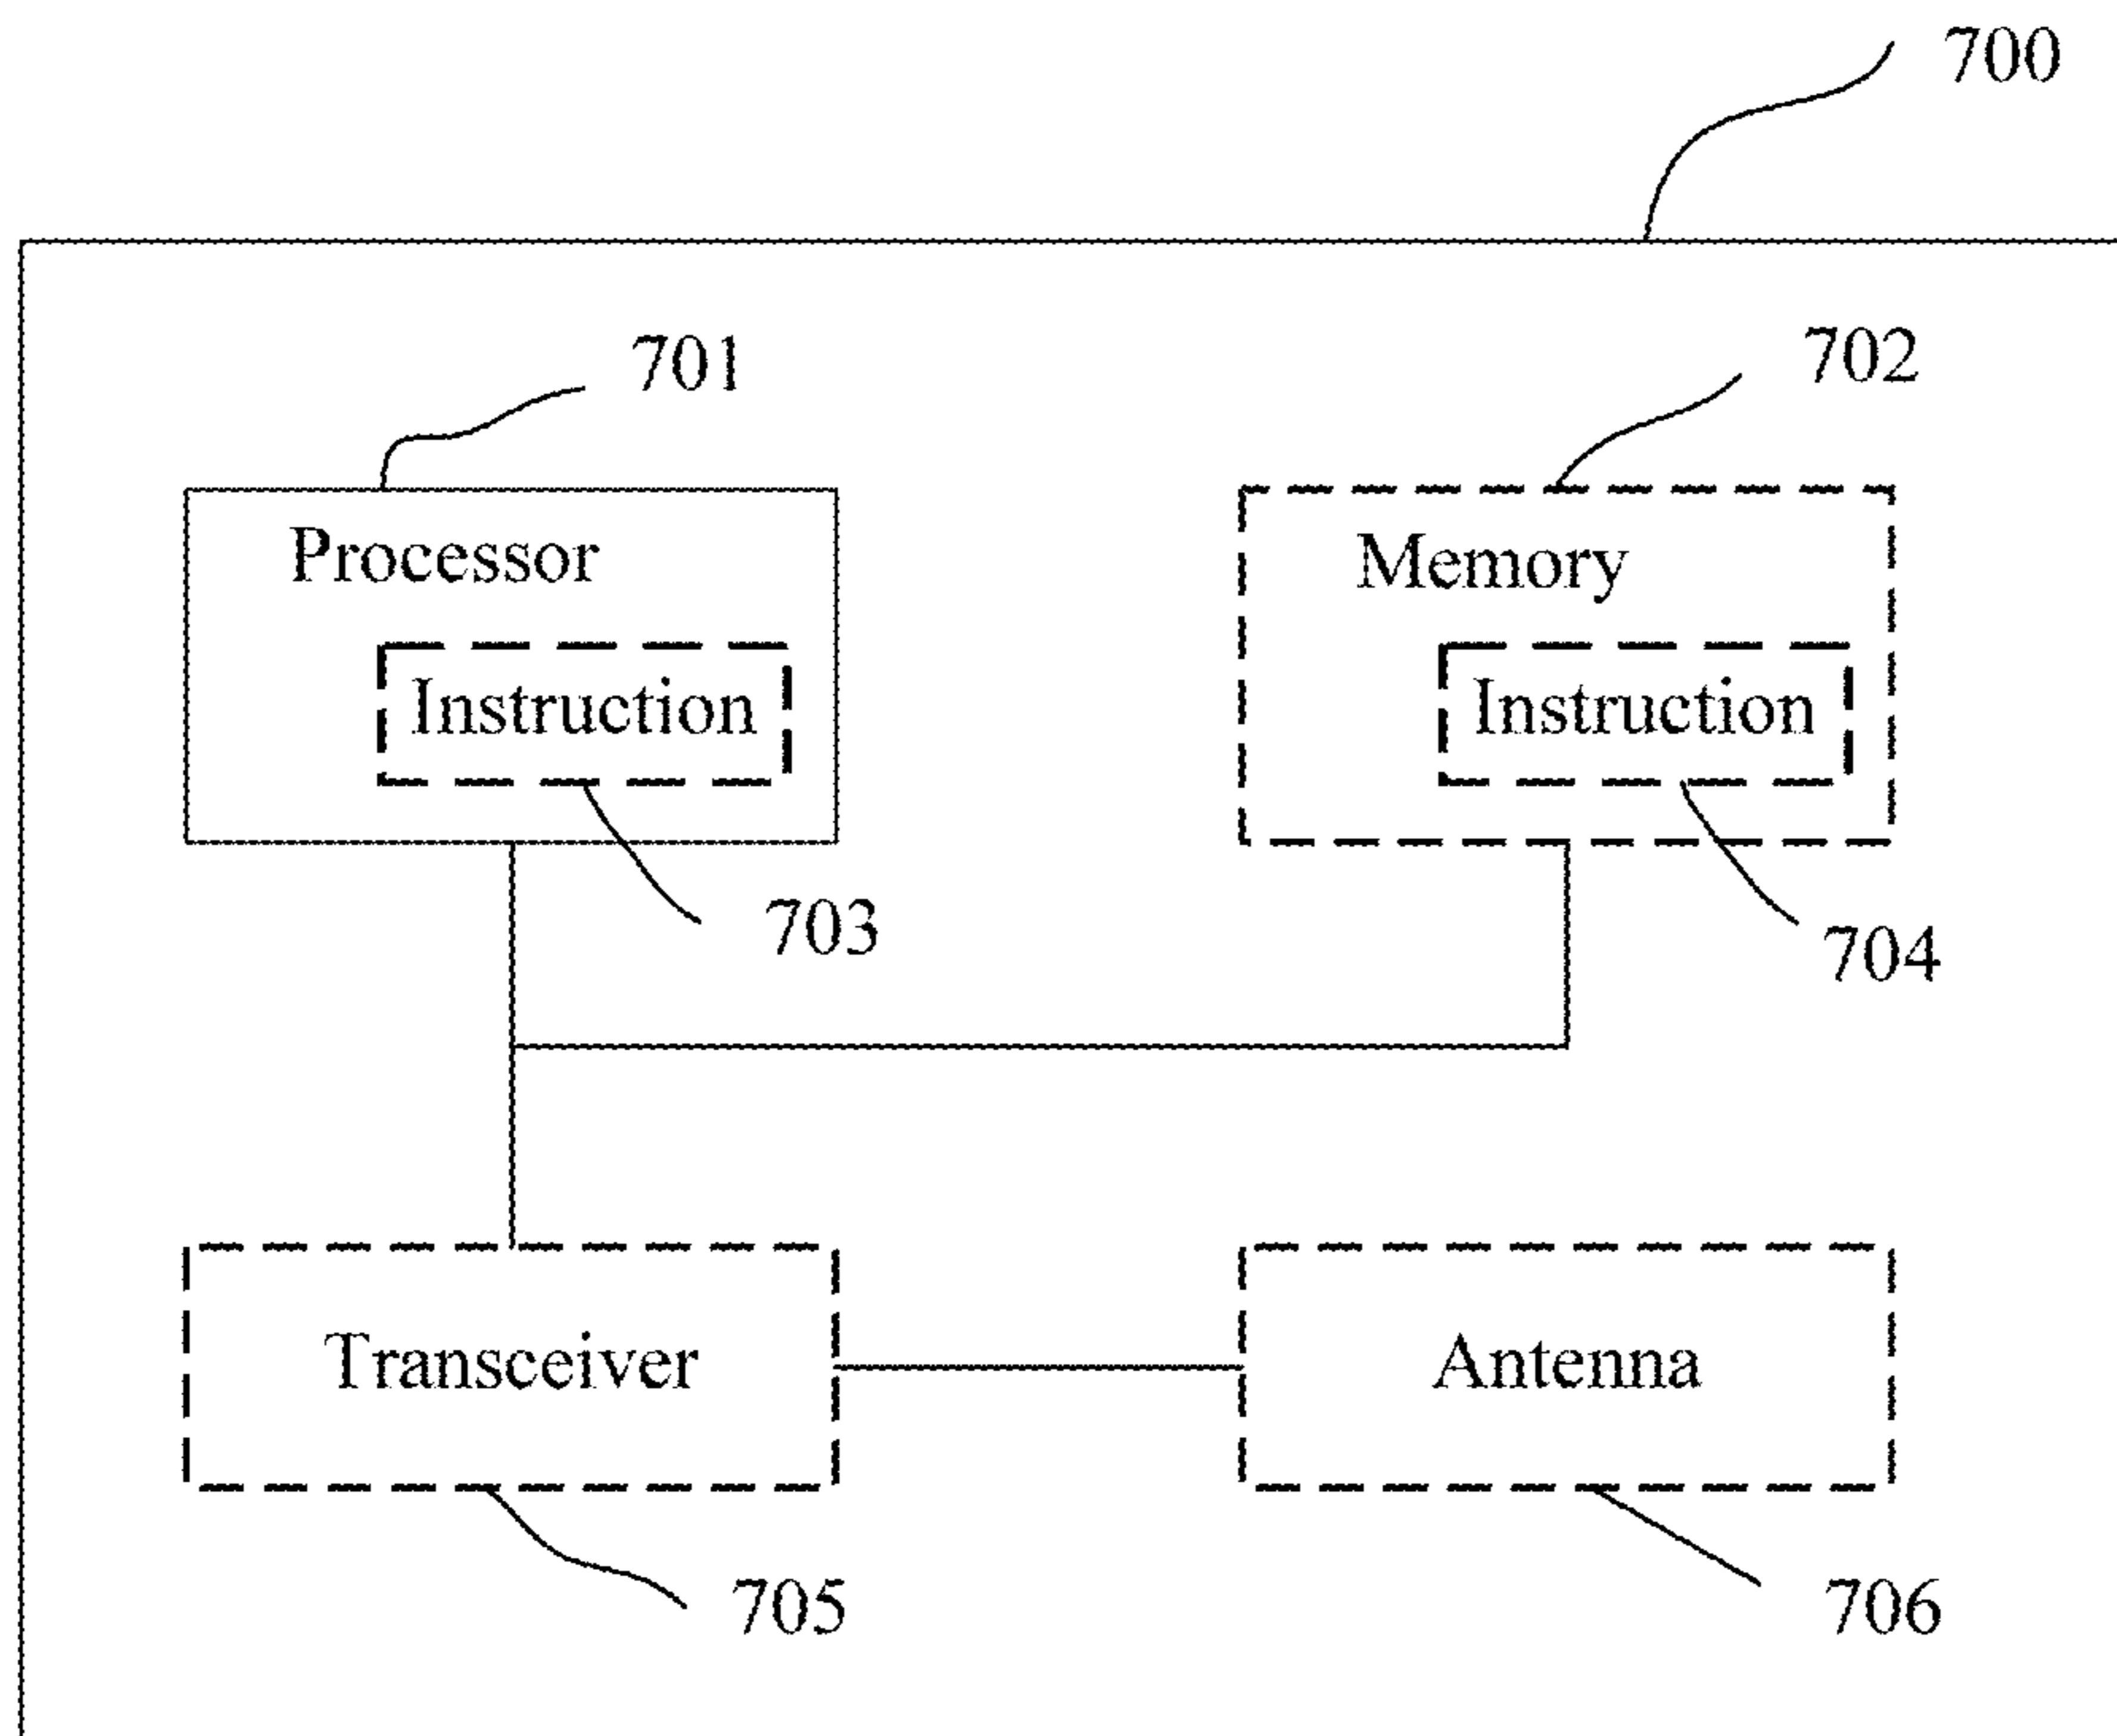 700
701
702
Processor
Memory
Instruction
Instruction
703
704
Transceiver
Antenna
705
706